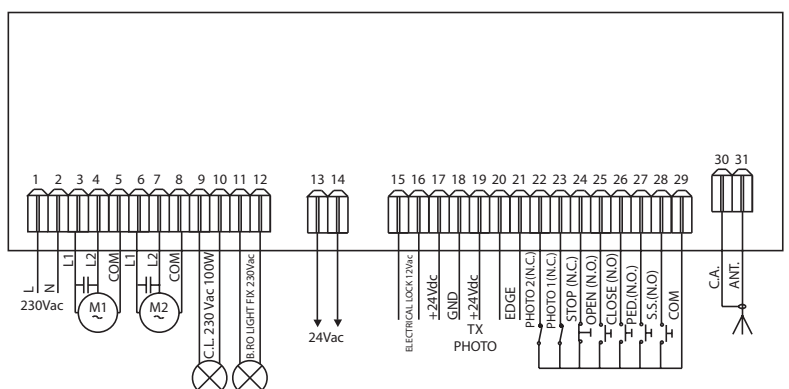 1 2 3 4 5 6 7 8 9 10 11 12
13 14
15 16 17 18 19 20 21 22 23 24 25 26 27 28 29
30 31
L
N
230Vac
L1
L2
COM
L1
L2
COM
M1
~
M2
~
C.L. 230 Vac 100W
B.RO LIGHT FIX 230Vac
24Vac
ELECTRICAL LOCK 12Vac
+24Vdc
GND
+24Vdc
TX
PHOTO
EDGE
PHOTO 2(N.C.)
PHOTO 1(N.C.)
STOP (N.C.)
OPEN (N.O.)
CLOSE (N.O)
PED.(N.O.)
S.S.(N.O)
COM
C.A.
ANT.